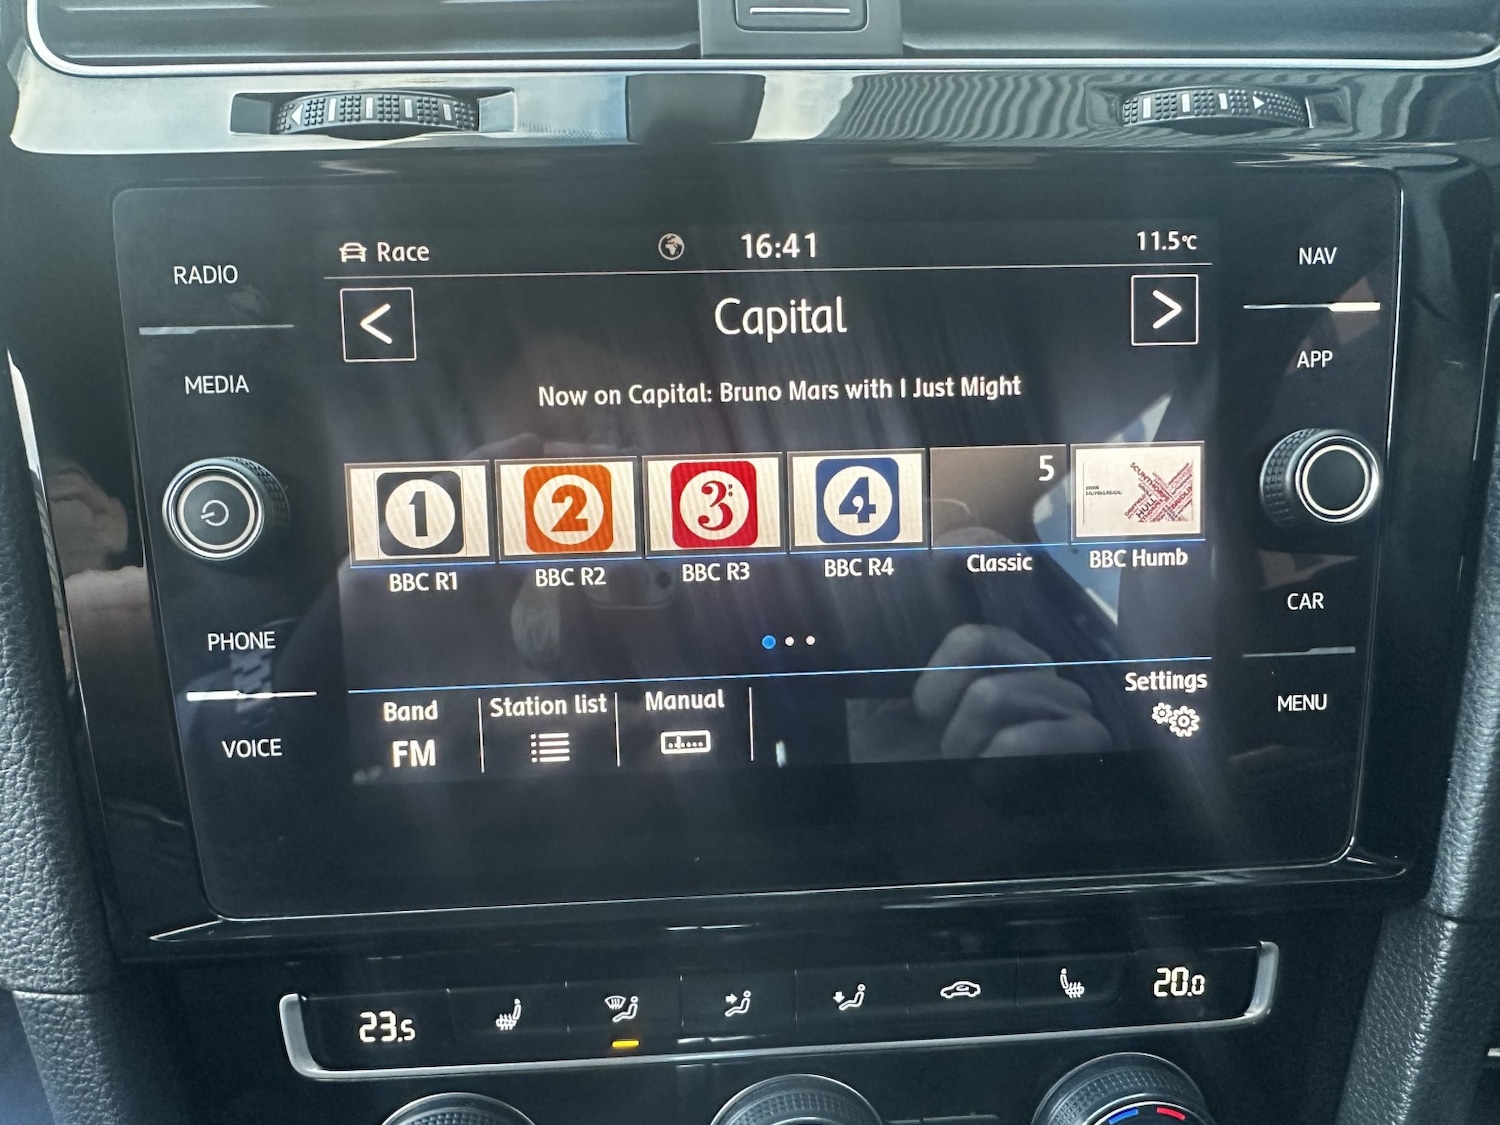 RADIO
MEDIA
PHONE
VOICE
Race
16:41
11.5°C
<
Capital
>
Now on Capital: Bruno Mars with I Just Might
1
2
3:
4
5
BBC R1
BBC R2
BBC R3
BBC R4
Classic
BBC Humb
HULL
Band
FM
Station list
Manual
Settings
NAV
APP
CAR
MENU
23.5
20.0